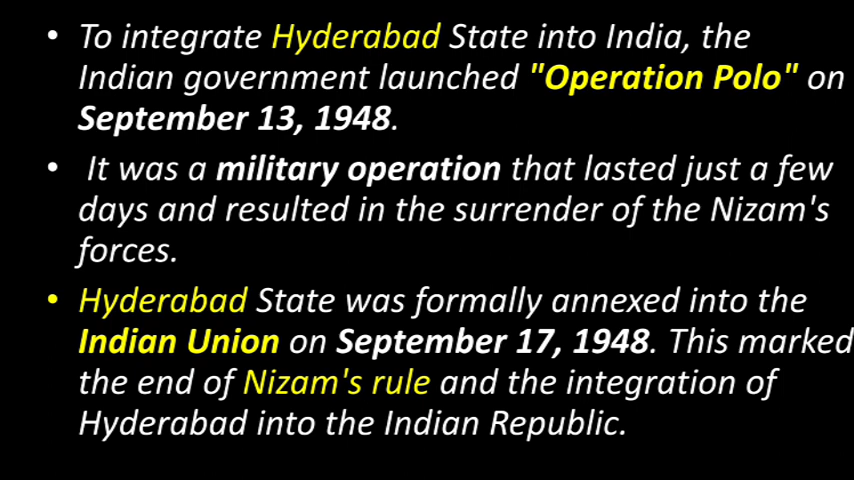 • To integrate Hyderabad State into India, the
Indian government launched "Operation Polo" on
September 13, 1948.
• It was a military operation that lasted just a few
days and resulted in the surrender of the Nizam's
forces.
• Hyderabad State was formally annexed into the
Indian Union on September 17, 1948. This marked
the end of Nizam's rule and the integration of
Hyderabad into the Indian Republic.